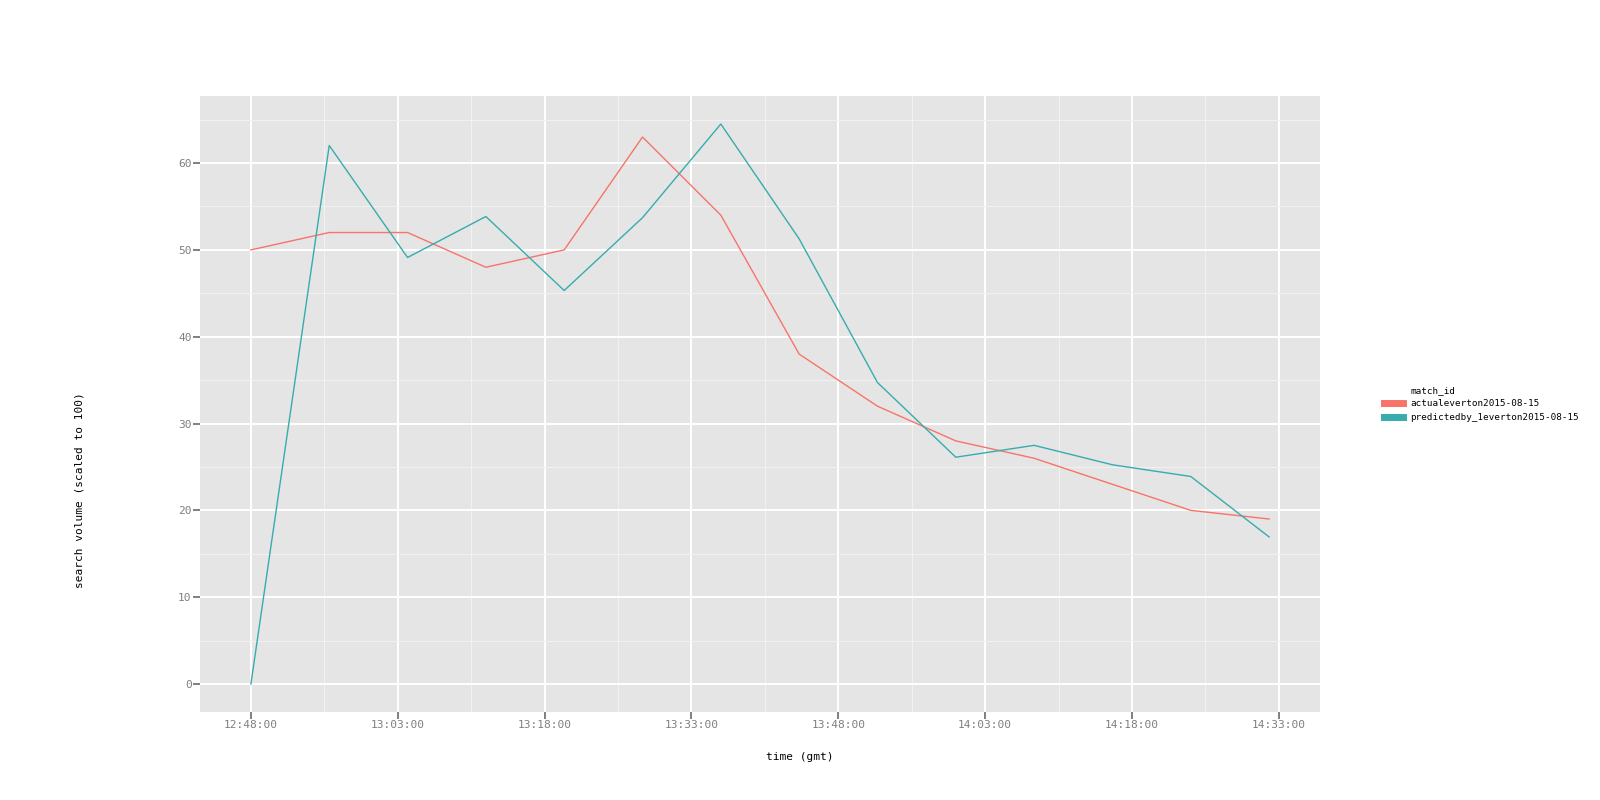 60
50
40
30
20
10
0
search volume (scaled to 100)
12:48:00 13:03:00 13:18:00 13:33:00 13:48:00 14:03:00 14:18:00 14:33:00
time (gmt)
match_id
actualeverton2015-08-15
predictedby_1everton2015-08-15